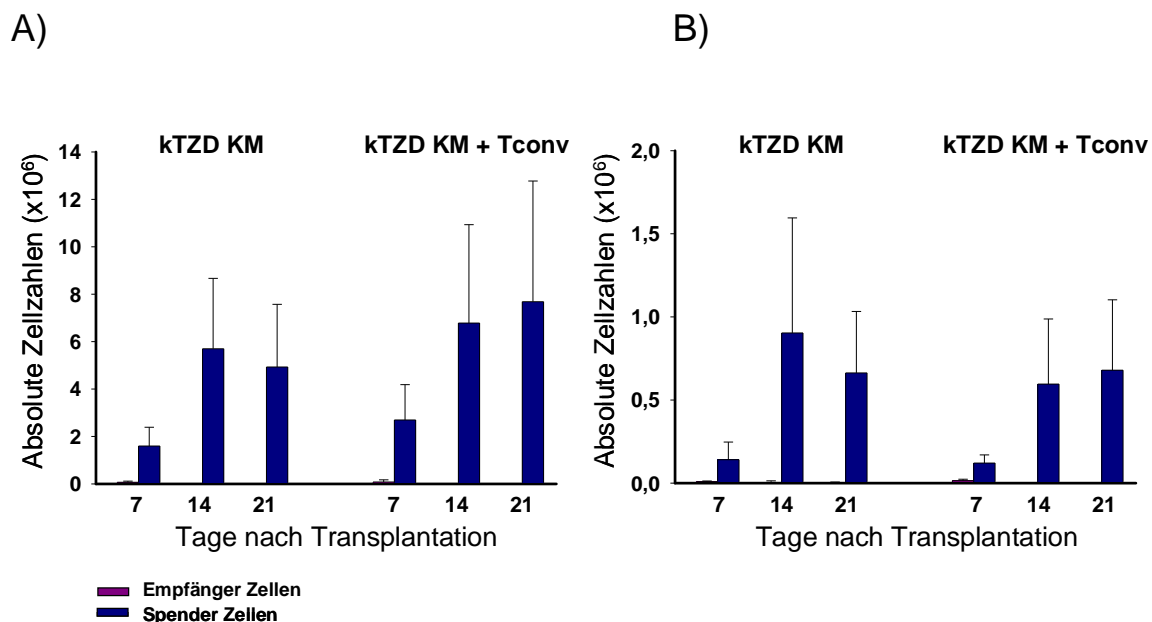 A)
B)
kTZD KM
kTZD KM + Tconv
Absolute Zellzahlen (x10⁶)
14
12
10
8
6
4
2
0
7 14 21 7 14 21
Tage nach Transplantation
kTZD KM
kTZD KM + Tconv
Absolute Zellzahlen (x10⁶)
2,0
1,5
1,0
0,5
0,0
7 14 21 7 14 21
Tage nach Transplantation
Empfänger Zellen
Spender Zellen